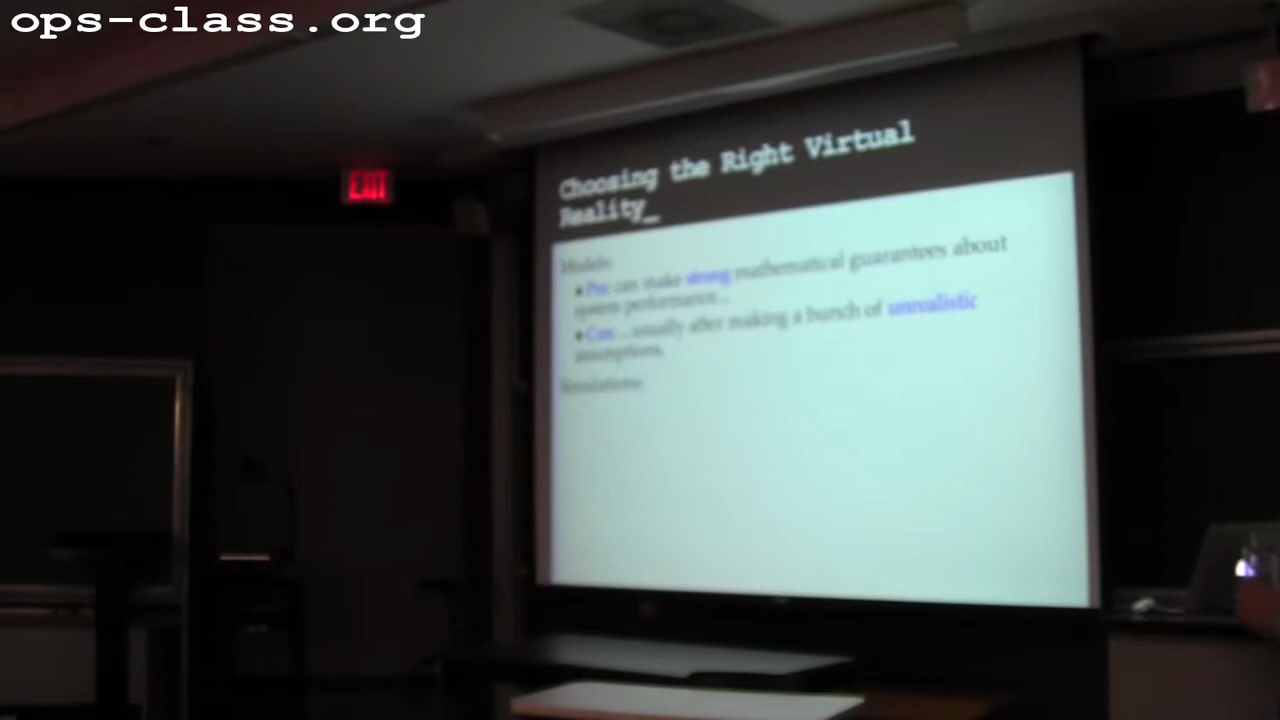 ops-class.org
EXIT
Choosing the Right Virtual
Reality_
Models
• Pro can make strong mathematical guarantees about
system performance...
• Con ...usually after making a bunch of unrealistic
assumptions.
Simulations